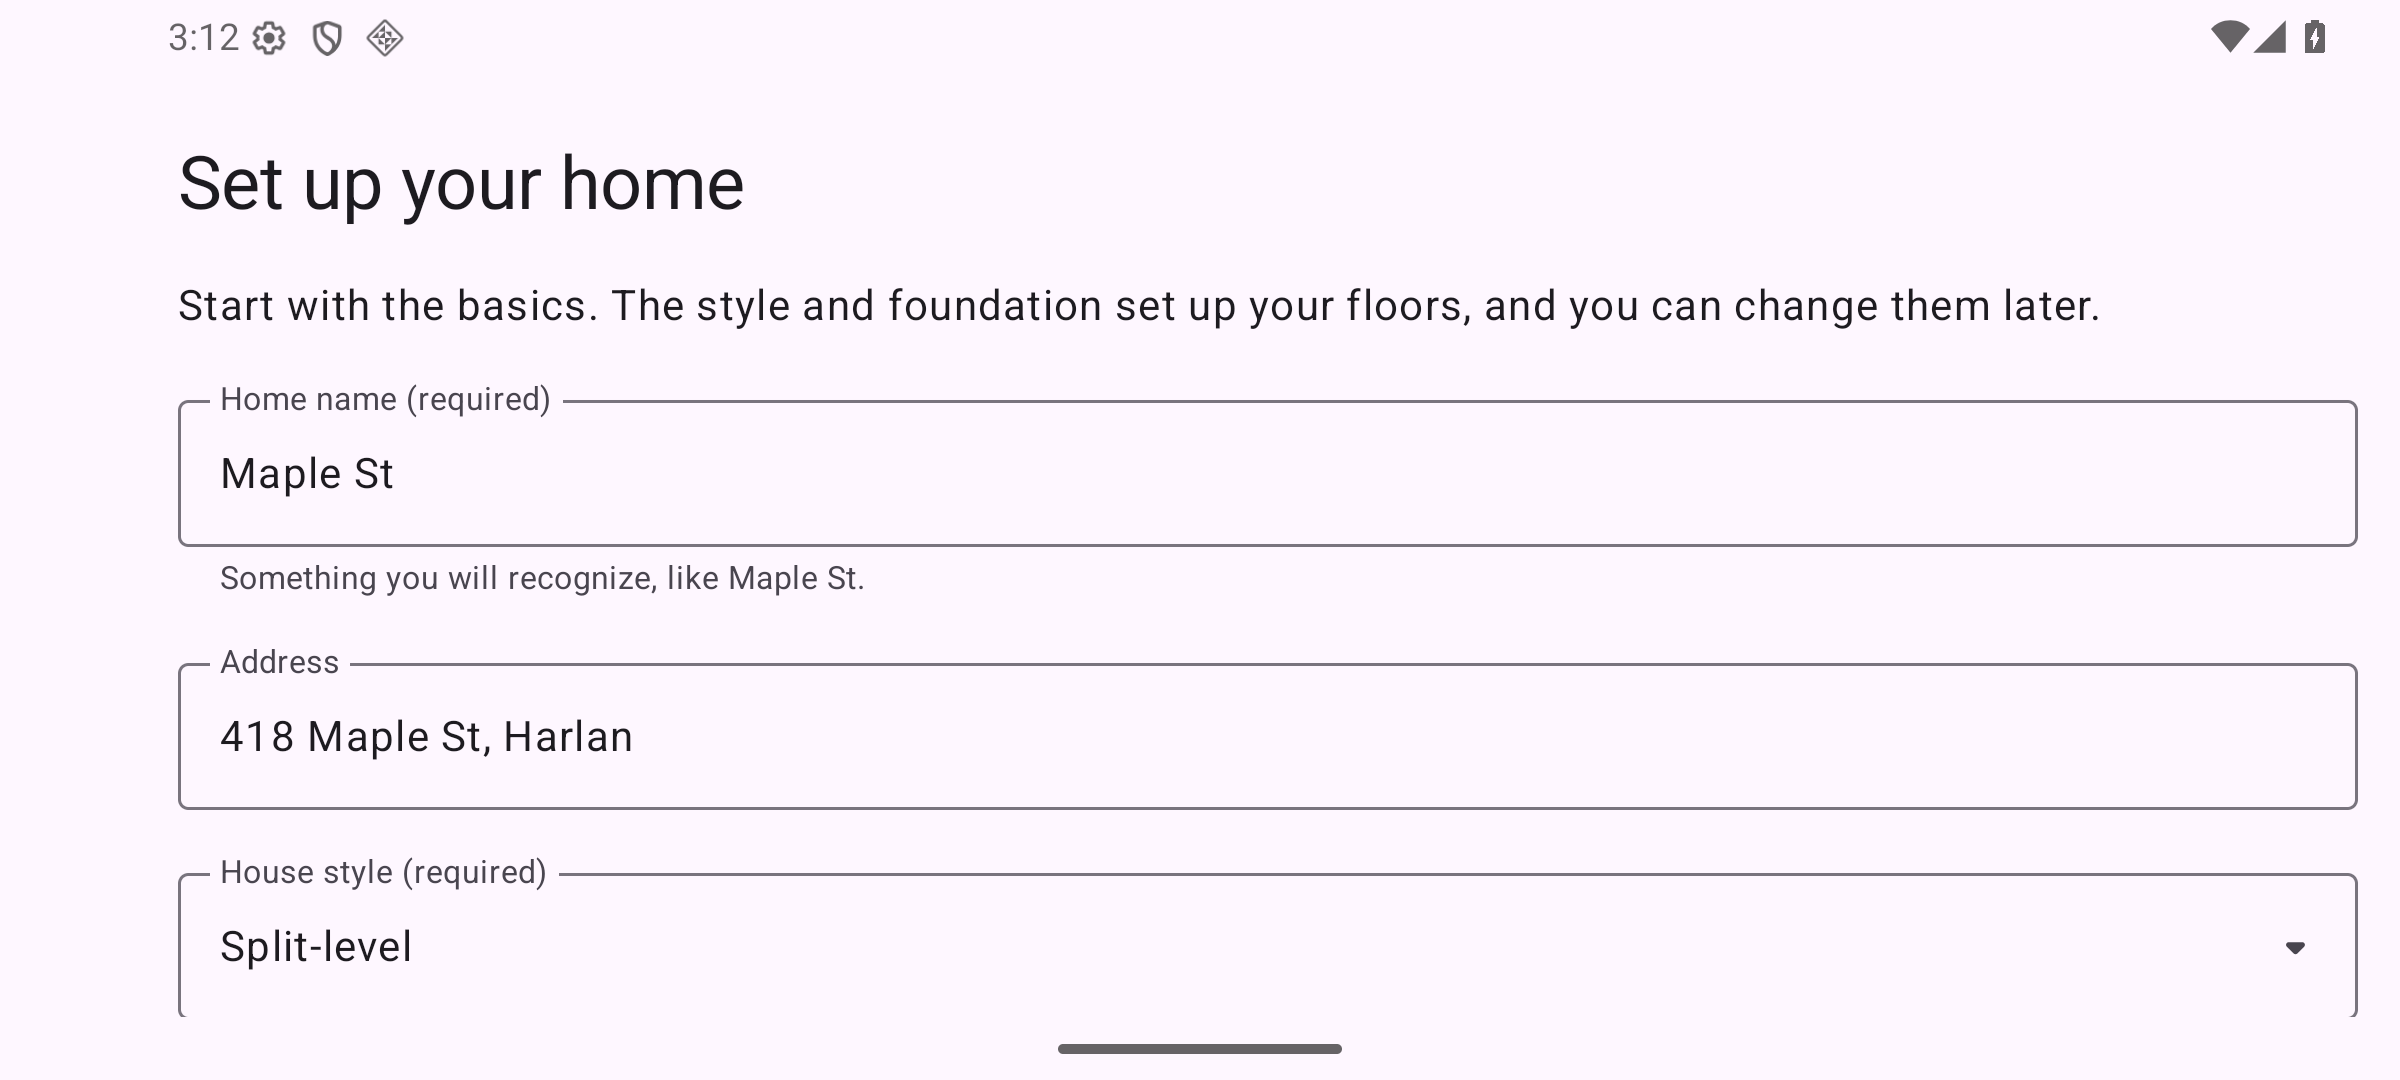 3:12
Set up your home
Start with the basics. The style and foundation set up your floors, and you can change them later.
Home name (required)
Maple St
Something you will recognize, like Maple St.
Address
418 Maple St, Harlan
House style (required)
Split-level